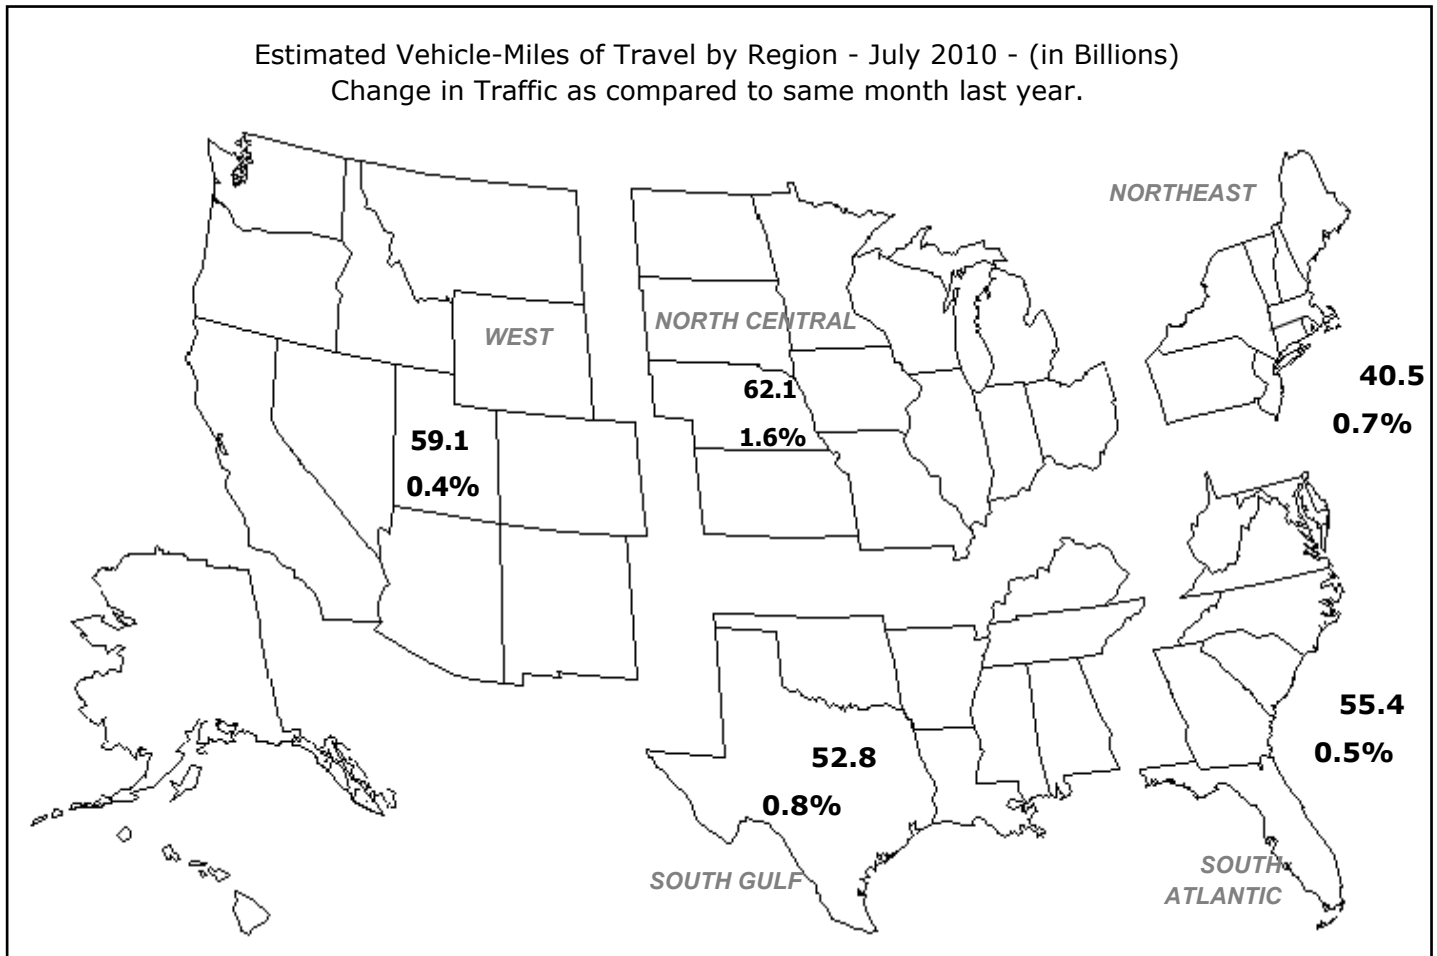 Estimated Vehicle-Miles of Travel by Region - July 2010 - (in Billions)
Change in Traffic as compared to same month last year.
NORTHEAST
40.5
0.7%
WEST
59.1
0.4%
NORTH CENTRAL
62.1
1.6%
55.4
0.5%
SOUTH
ATLANTIC
52.8
0.8%
SOUTH GULF